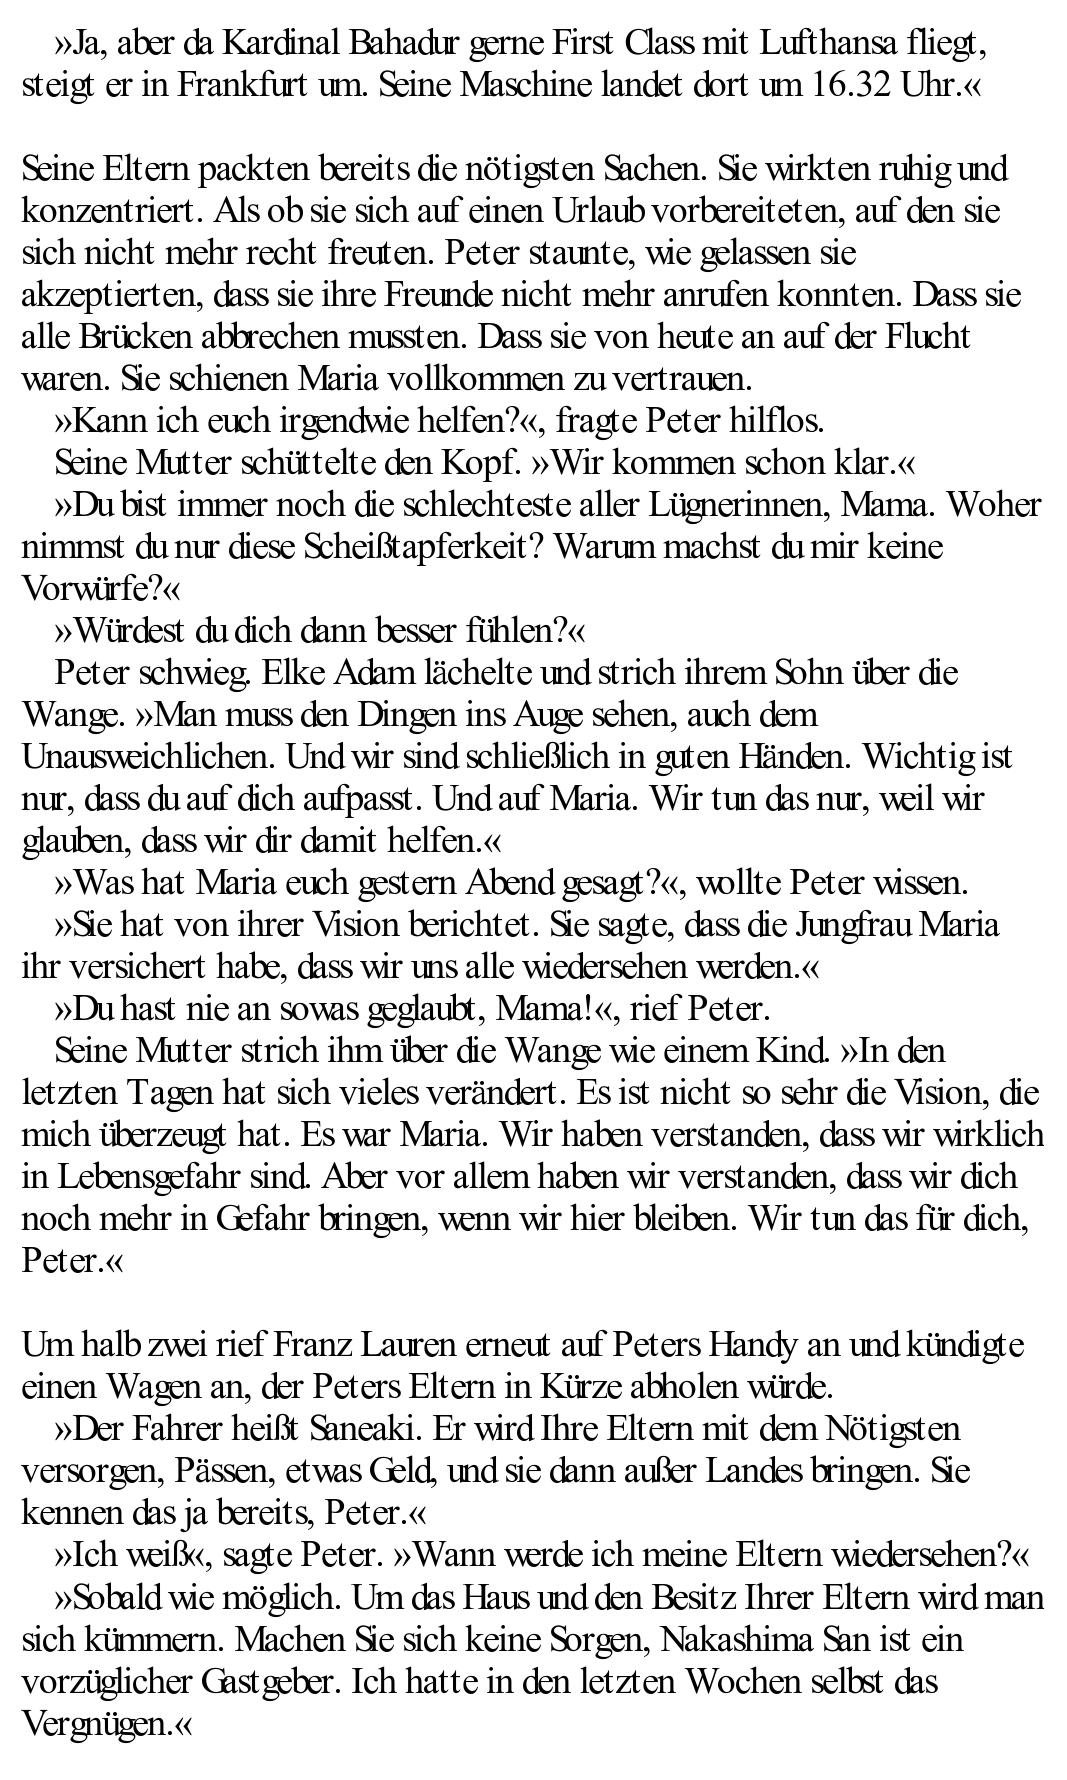 »Ja, aber da Kardinal Bahadur gerne First Class mit Lufthansa fliegt,
steigt er in Frankfurt um. Seine Maschine landet dort um 16.32 Uhr.«
Seine Eltern packten bereits die nötigsten Sachen. Sie wirkten ruhig und
konzentriert. Als ob sie sich auf einen Urlaub vorbereiteten, auf den sie
sich nicht mehr recht freuten. Peter staunte, wie gelassen sie
akzeptierten, dass sie ihre Freunde nicht mehr anrufen konnten. Dass sie
alle Brücken abbrechen mussten. Dass sie von heute an auf der Flucht
waren. Sie schienen Maria vollkommen zu vertrauen.
»Kann ich euch irgendwie helfen?«, fragte Peter hilflos.
Seine Mutter schüttelte den Kopf. »Wir kommen schon klar.«
»Du bist immer noch die schlechteste aller Lügnerinnen, Mama. Woher
nimmst du nur diese Scheißtapferkeit? Warum machst du mir keine
Vorwürfe?«
»Würdest du dich dann besser fühlen?«
Peter schwieg. Elke Adam lächelte und strich ihrem Sohn über die
Wange. »Man muss den Dingen ins Auge sehen, auch dem
Unausweichlichen. Und wir sind schließlich in guten Händen. Wichtig ist
nur, dass du auf dich aufpasst. Und auf Maria. Wir tun das nur, weil wir
glauben, dass wir dir damit helfen.«
»Was hat Maria euch gestern Abend gesagt?«, wollte Peter wissen.
»Sie hat von ihrer Vision berichtet. Sie sagte, dass die Jungfrau Maria
ihr versichert habe, dass wir uns alle wiedersehen werden.«
»Du hast nie an sowas geglaubt, Mama!«, rief Peter.
Seine Mutter strich ihm über die Wange wie einem Kind. »In den
letzten Tagen hat sich vieles verändert. Es ist nicht so sehr die Vision, die
mich überzeugt hat. Es war Maria. Wir haben verstanden, dass wir wirklich
in Lebensgefahr sind. Aber vor allem haben wir verstanden, dass wir dich
noch mehr in Gefahr bringen, wenn wir hier bleiben. Wir tun das für dich,
Peter.«
Um halb zwei rief Franz Lauren erneut auf Peters Handy an und kündigte
einen Wagen an, der Peters Eltern in Kürze abholen würde.
»Der Fahrer heißt Saneaki. Er wird Ihre Eltern mit dem Nötigsten
versorgen, Pässen, etwas Geld, und sie dann außer Landes bringen. Sie
kennen das ja bereits, Peter.«
»Ich weiß«, sagte Peter. »Wann werde ich meine Eltern wiedersehen?«
»Sobald wie möglich. Um das Haus und den Besitz Ihrer Eltern wird man
sich kümmern. Machen Sie sich keine Sorgen, Nakashima San ist ein
vorzüglicher Gastgeber. Ich hatte in den letzten Wochen selbst das
Vergnügen.«